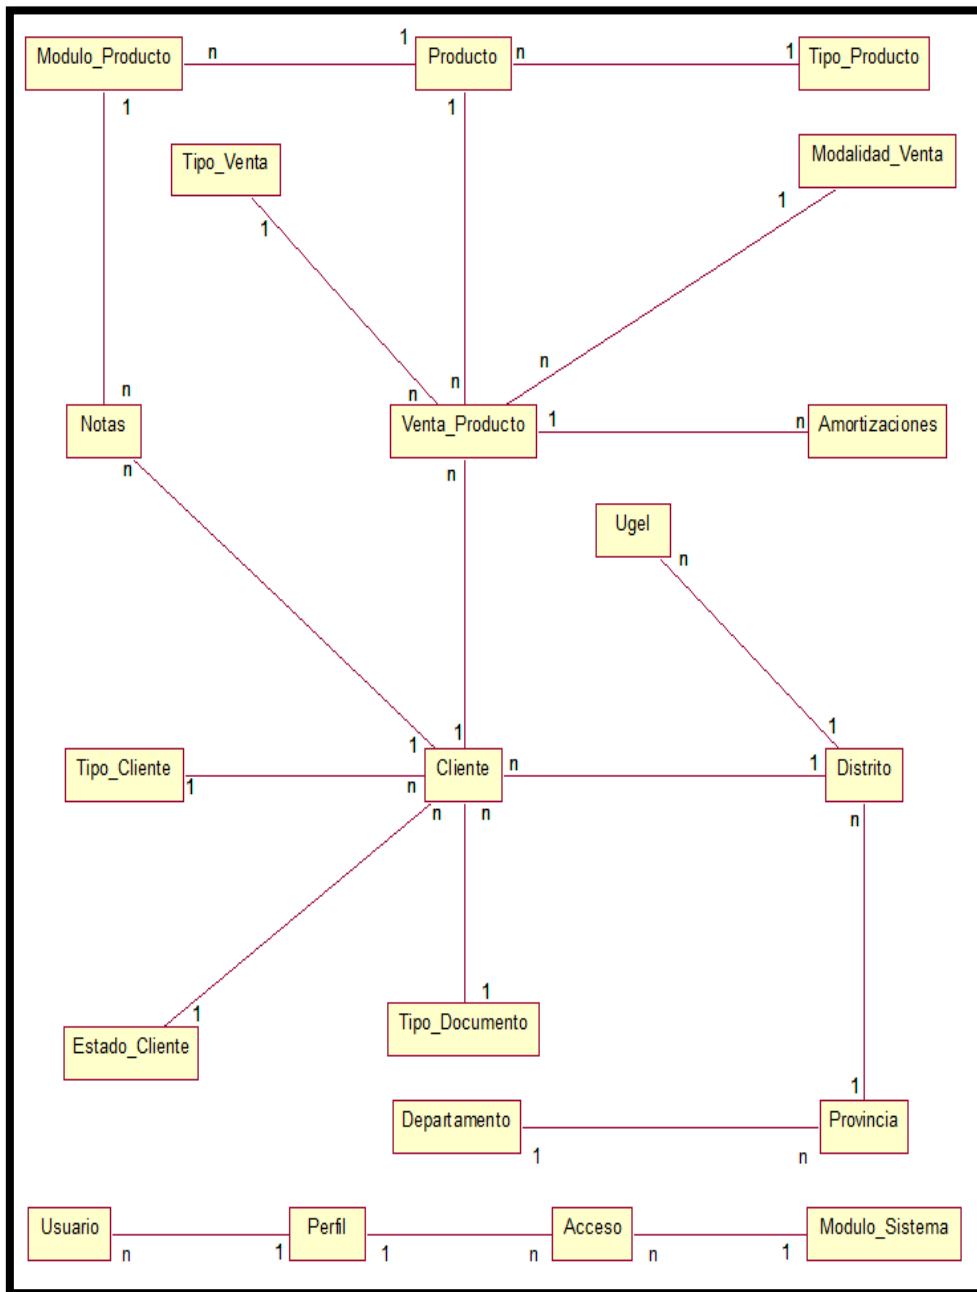 Modulo_Producto n 1 Producto n 1 Tipo_Producto
1 1
Tipo_Venta Modalidad_Venta
1 1
n
n n n
Notas Venta_Producto 1 n Amortizaciones
n n
Ugel
n
1 1 1
Tipo_Cliente 1 n Cliente n 1 Distrito
n n n
1 1
Estado_Cliente Tipo_Documento
1
Departamento 1 n Provincia
Usuario n 1 Perfil 1 n Acceso n 1 Modulo_Sistema